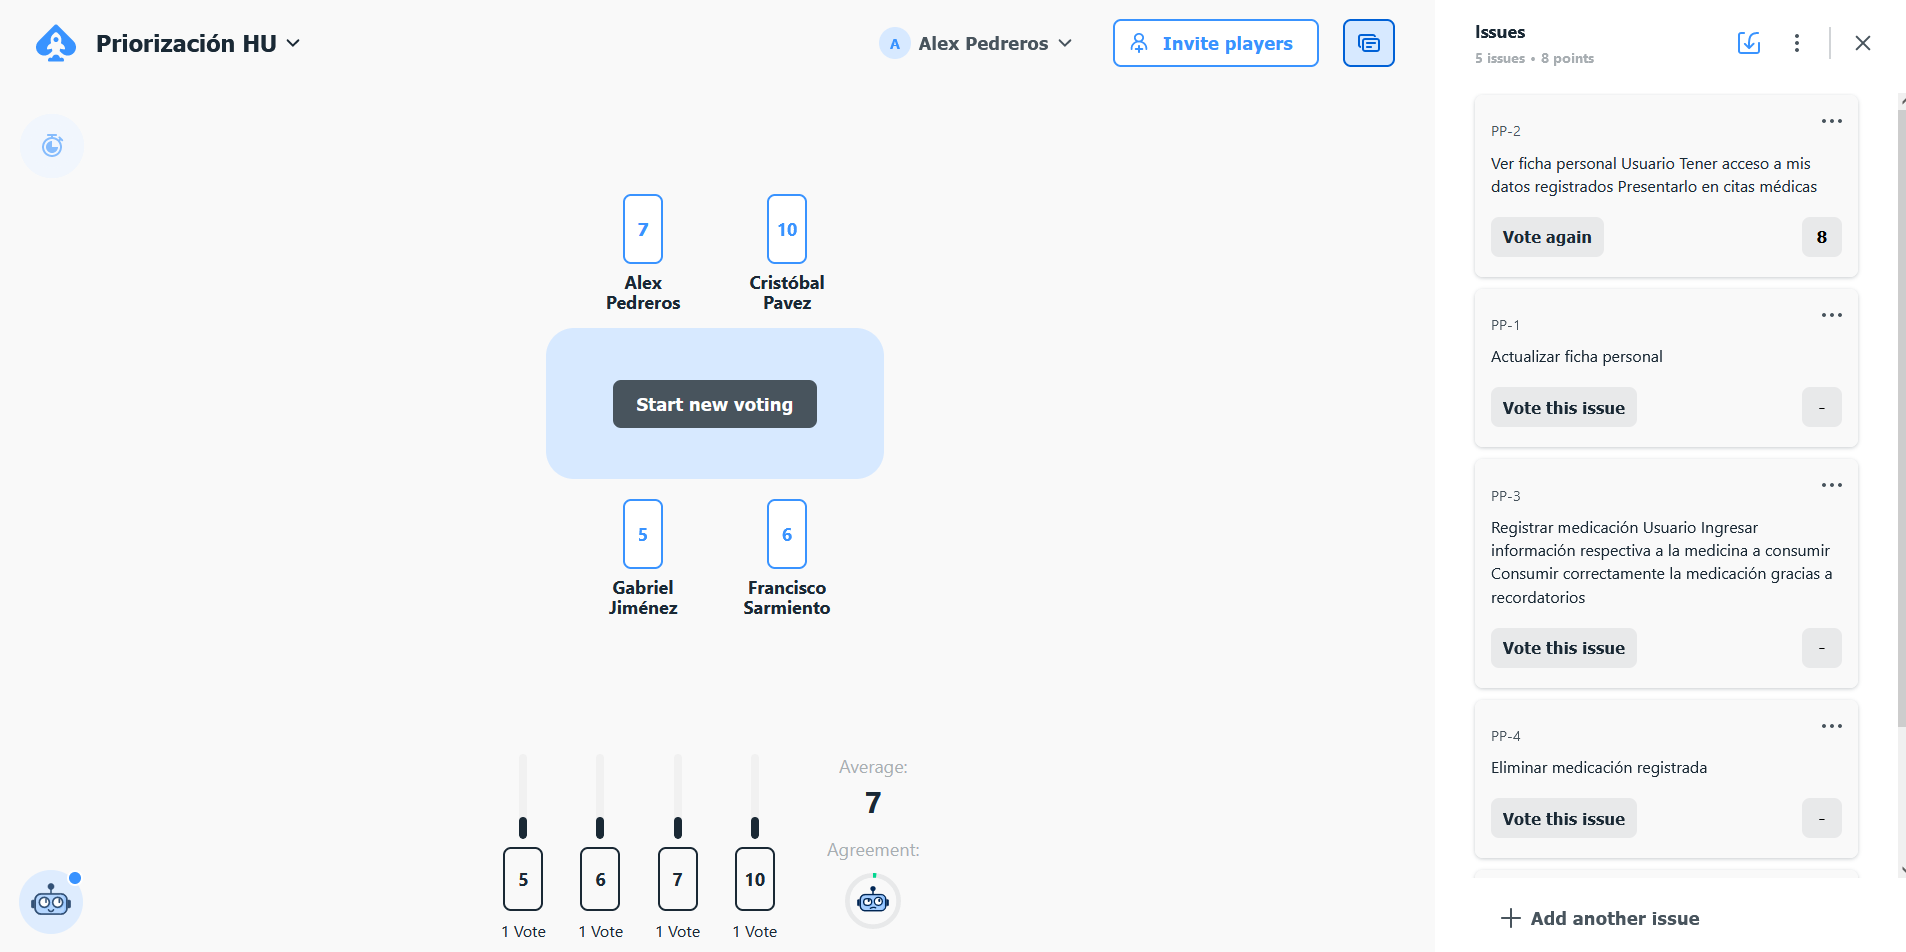 Priorización HU
A
Alex Pedreros
Invite players
7
10
Alex
Pedreros
Cristóbal
Pavez
Start new voting
5
6
Gabriel
Jiménez
Francisco
Sarmiento
5
6
7
10
1 Vote
1 Vote
1 Vote
1 Vote
Average:
7
Agreement:
Issues
5 issues • 8 points
PP-2
Ver ficha personal Usuario Tener acceso a mis
datos registrados Presentarlo en citas médicas
Vote again
8
PP-1
Actualizar ficha personal
Vote this issue
-
PP-3
Registrar medicación Usuario Ingresar
información respectiva a la medicina a consumir
Consumir correctamente la medicación gracias a
recordatorios
Vote this issue
-
PP-4
Eliminar medicación registrada
Vote this issue
-
Add another issue